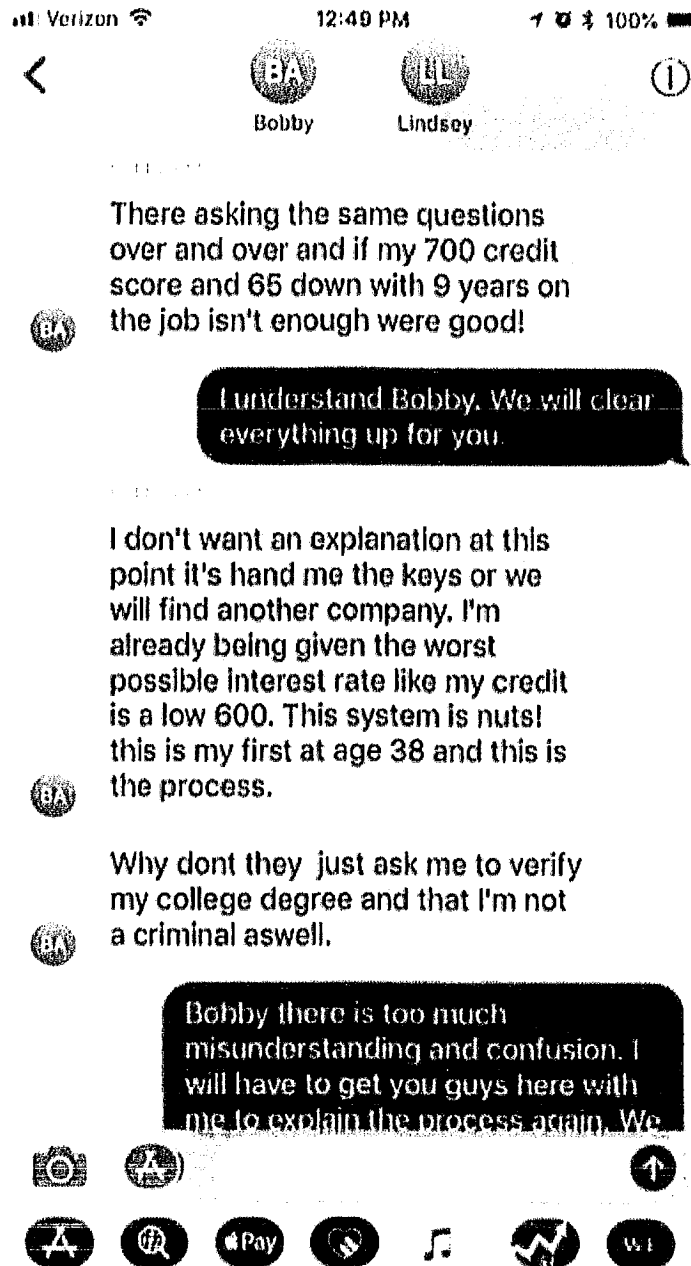 Verizon 12:49 PM 100%
BA LL
Bobby Lindsey
There asking the same questions
over and over and if my 700 credit
score and 65 down with 9 years on
the job isn't enough were good!
BA
I understand Bobby. We will clear
everything up for you.
I don't want an explanation at this
point it's hand me the keys or we
will find another company. I'm
already being given the worst
possible interest rate like my credit
is a low 600. This system is nuts!
this is my first at age 38 and this is
the process.
BA
Why dont they just ask me to verify
my college degree and that I'm not
a criminal aswell.
BA
Bobby there is too much
misunderstanding and confusion. I
will have to get you guys here with
me to explain the process again. We
Pay